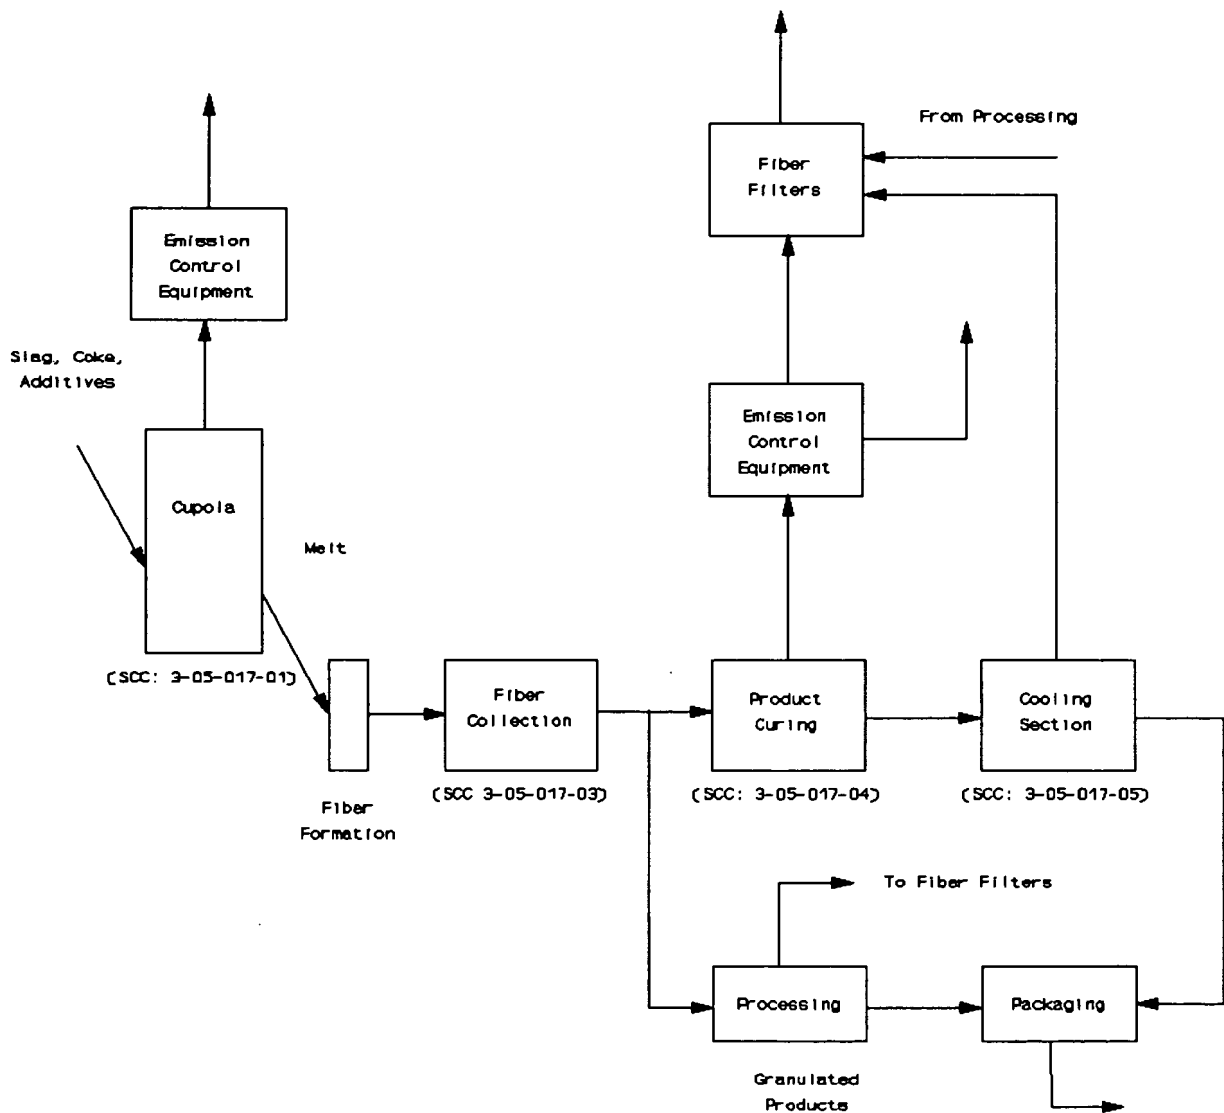 From Processing
Fiber
Filters
Emission
Control
Equipment
Slag, Coke,
Additives
Emission
Control
Equipment
Cupola
Melt
(SCC: 3-05-017-01)
Fiber
Collection
Product
Curing
Cooling
Section
(SCC 3-05-017-03)
(SCC: 3-05-017-04)
(SCC: 3-05-017-05)
Fiber
Formation
To Fiber Filters
Processing
Packaging
Granulated
Products